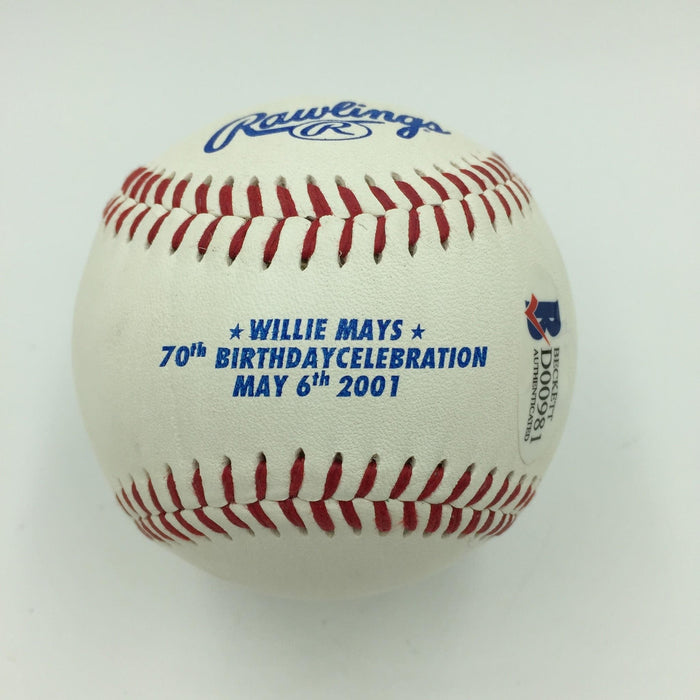 Rawlings
R
★ WILLIE MAYS ★
70th BIRTHDAYCELEBRATION
MAY 6th 2001
B
BECKETT
D00981
AUTHENTICATED